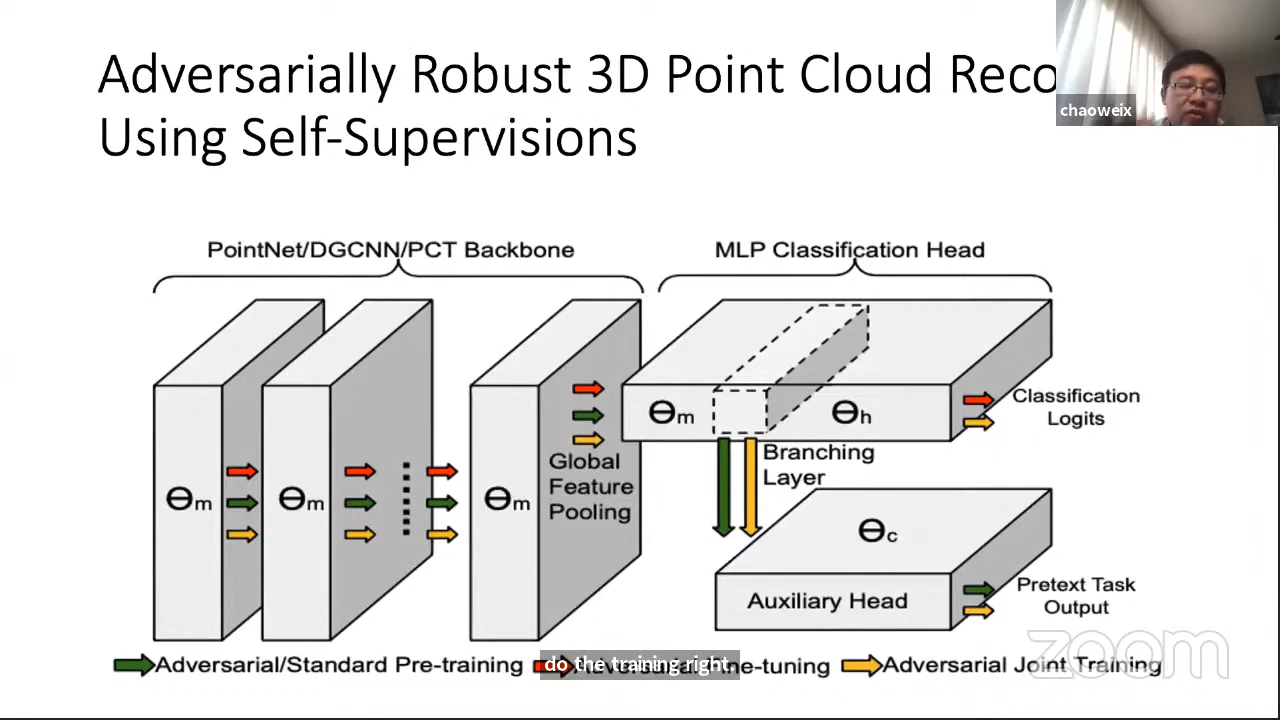 Adversarially Robust 3D Point Cloud Reco
Using Self-Supervisions
chaoweix
PointNet/DGCNN/PCT Backbone
MLP Classification Head
Θm
Θm
Θm
Global
Feature
Pooling
Θm
Θh
Classification
Logits
Branching
Layer
Θc
Auxiliary Head
Pretext Task
Output
zoom
Adversarial/Standard Pre-training
Fine-tuning
Adversarial Joint Training
do the training right,